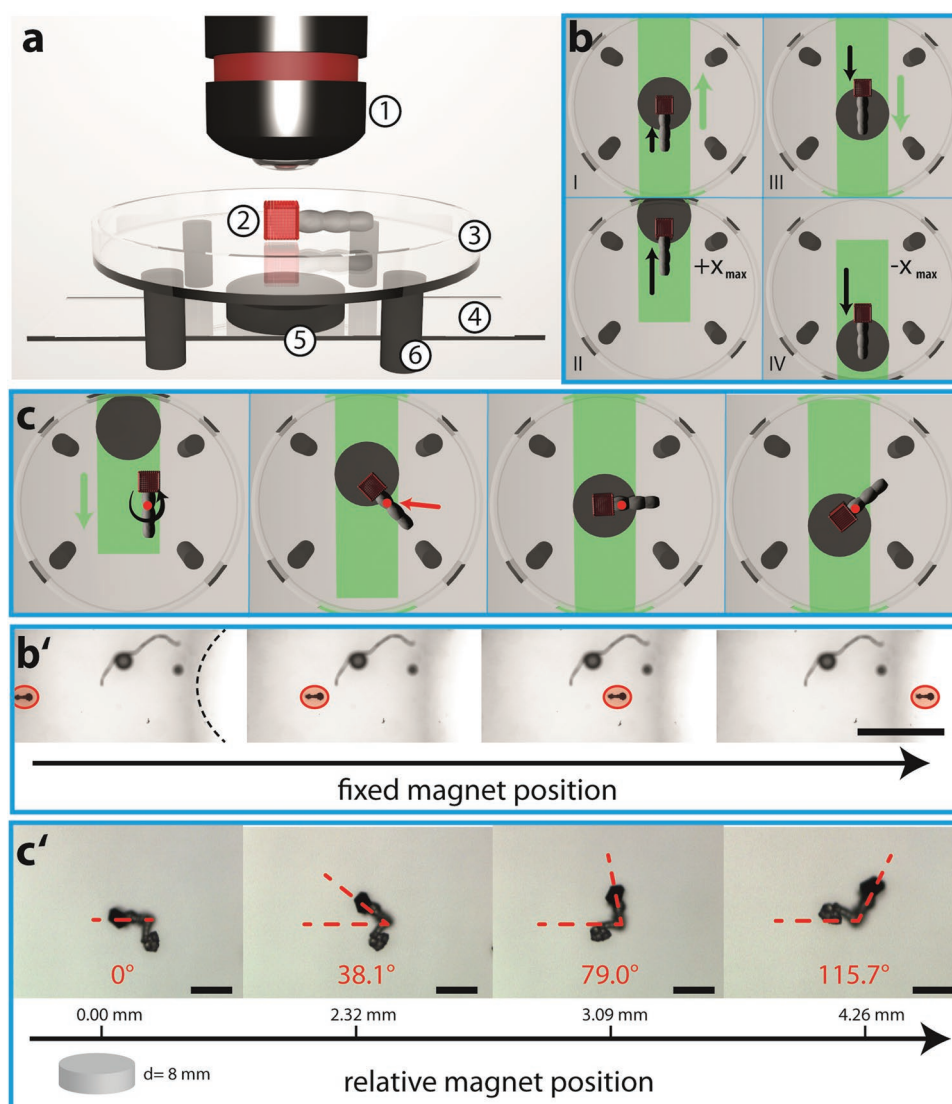 a
1
2
3
4
5
6
b
I
III
II
+x max
IV
-x max
c
b'
fixed magnet position
c'
0°
38.1°
79.0°
115.7°
0.00 mm
2.32 mm
3.09 mm
4.26 mm
d= 8 mm
relative magnet position